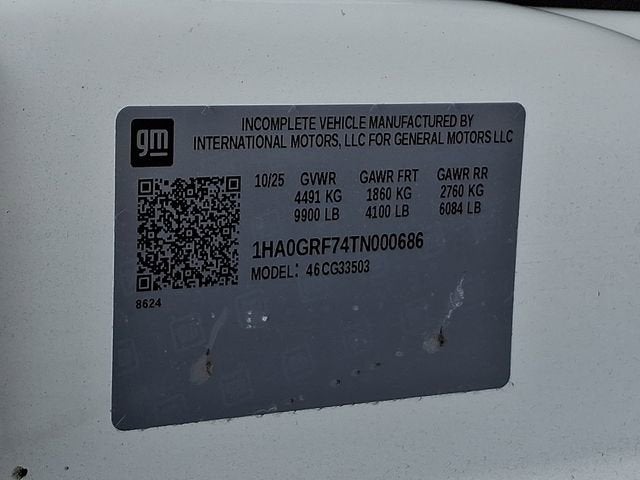 gm
INCOMPLETE VEHICLE MANUFACTURED BY
INTERNATIONAL MOTORS, LLC FOR GENERAL MOTORS LLC
10/25 GVWR GAWR FRT GAWR RR
4491 KG 1860 KG 2760 KG
9900 LB 4100 LB 6084 LB
1HA0GRF74TN000686
MODEL: 46CG33503
8624